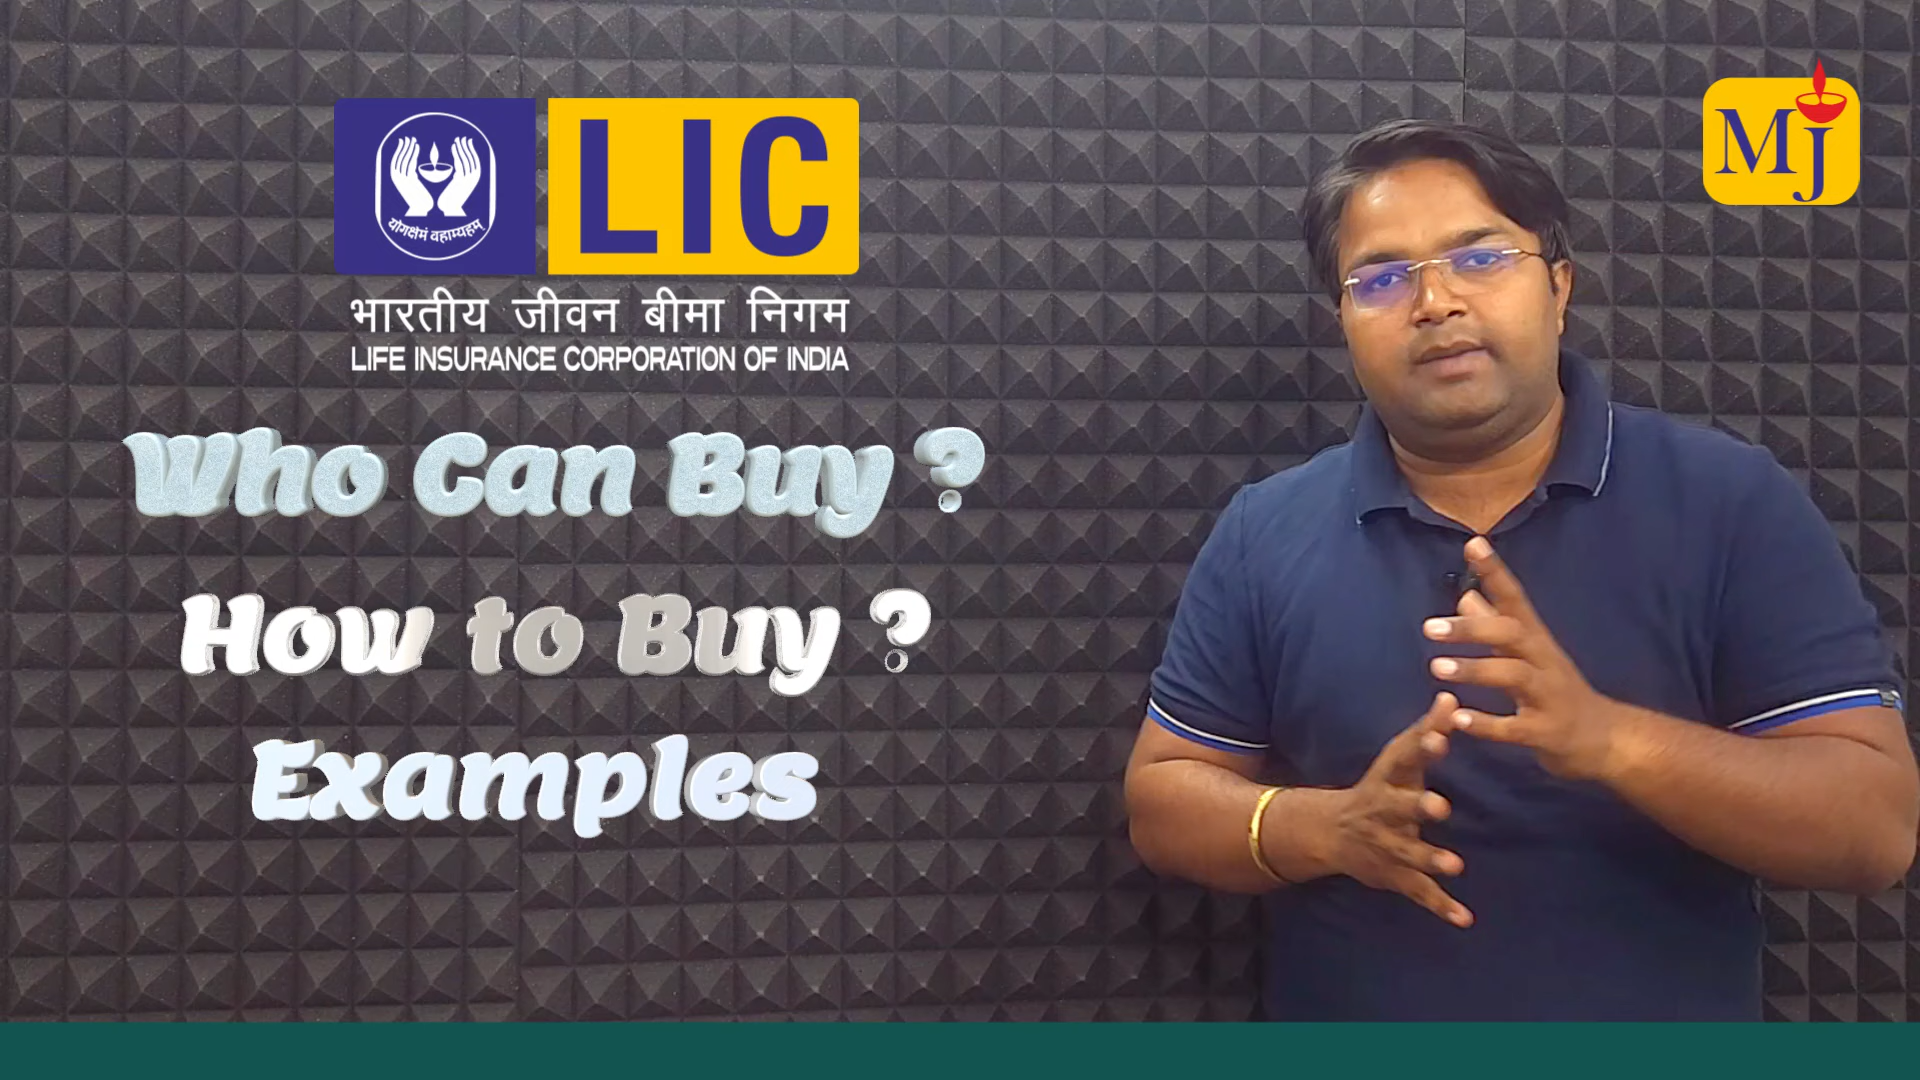 योगक्षेमं वहाम्यहम्
LIC
भारतीय जीवन बीमा निगम
LIFE INSURANCE CORPORATION OF INDIA
Who Can Buy ?
How to Buy ?
Examples
MJ